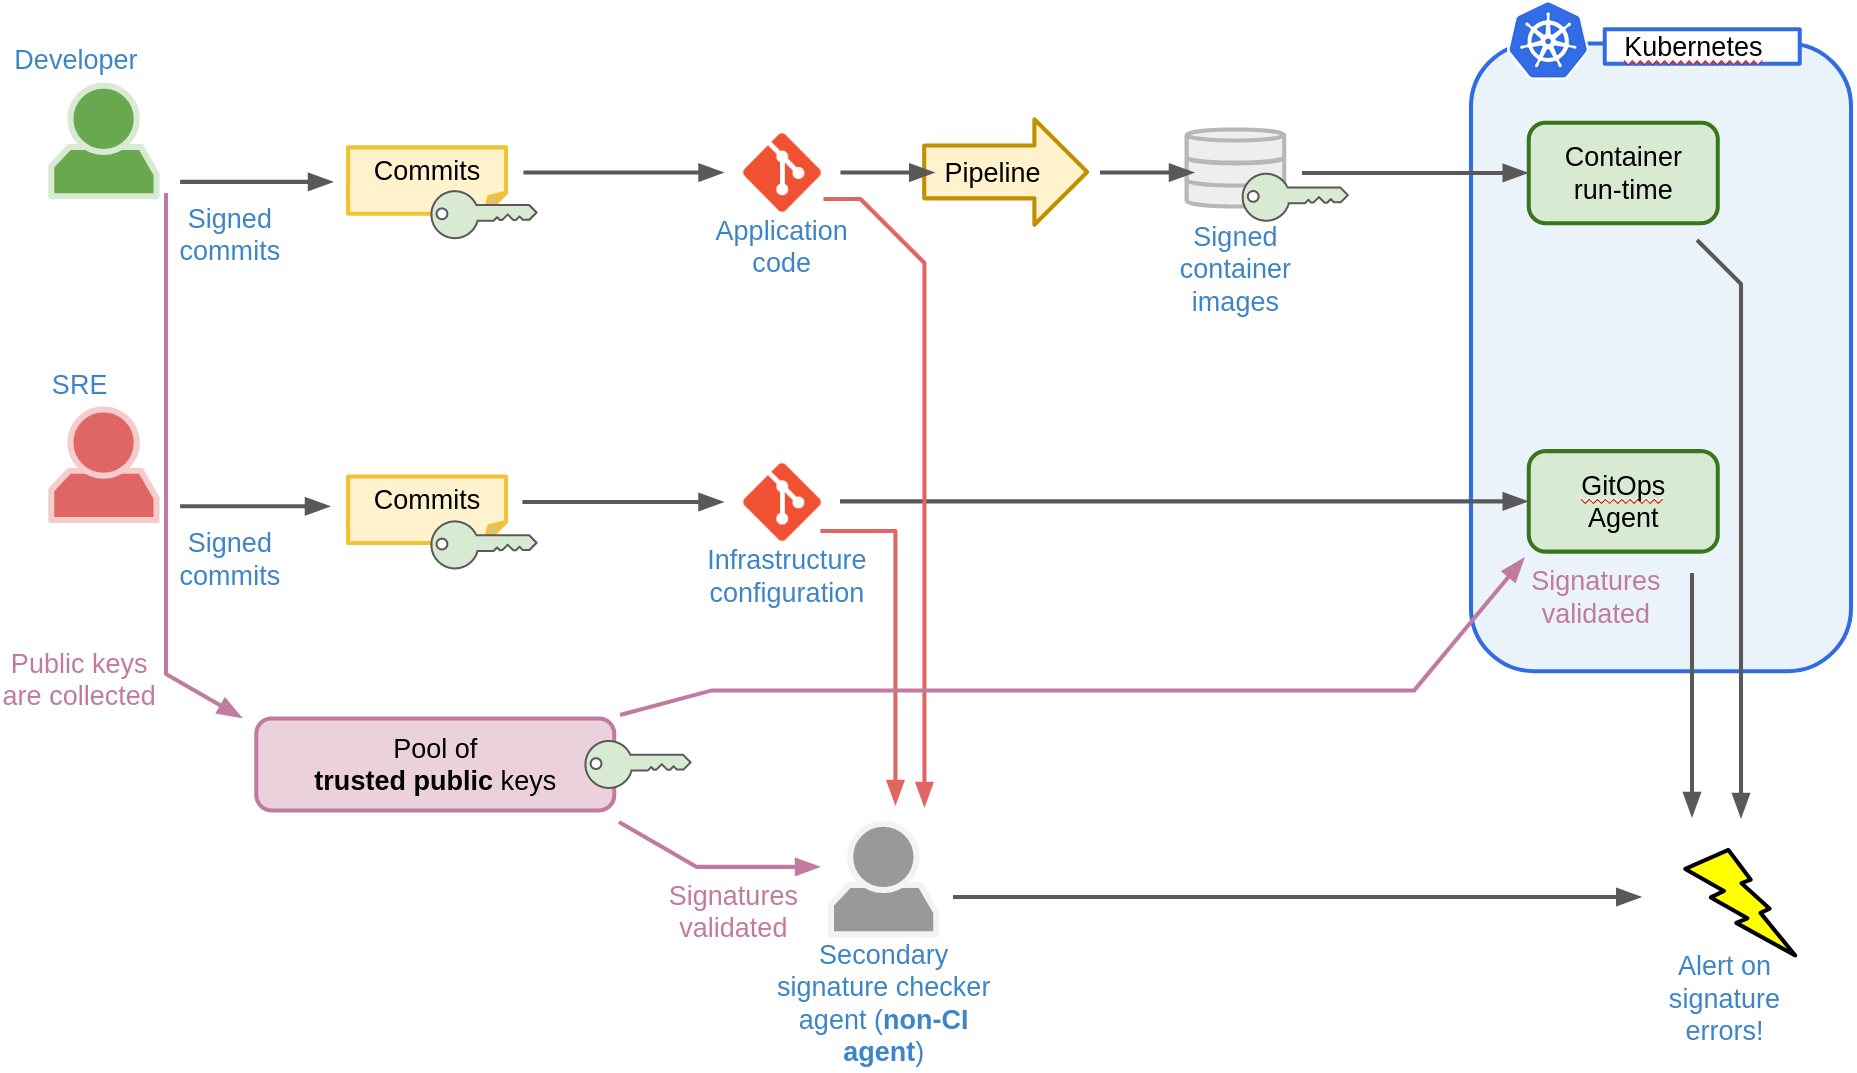 Developer
Kubernetes
Commits
Signed
commits
Application
code
Pipeline
Signed
container
images
Container
run-time
SRE
Commits
Signed
commits
Infrastructure
configuration
GitOps
Agent
Signatures
validated
Public keys
are collected
Pool of
trusted public keys
Signatures
validated
Secondary
signature checker
agent (non-CI
agent)
Alert on
signature
errors!